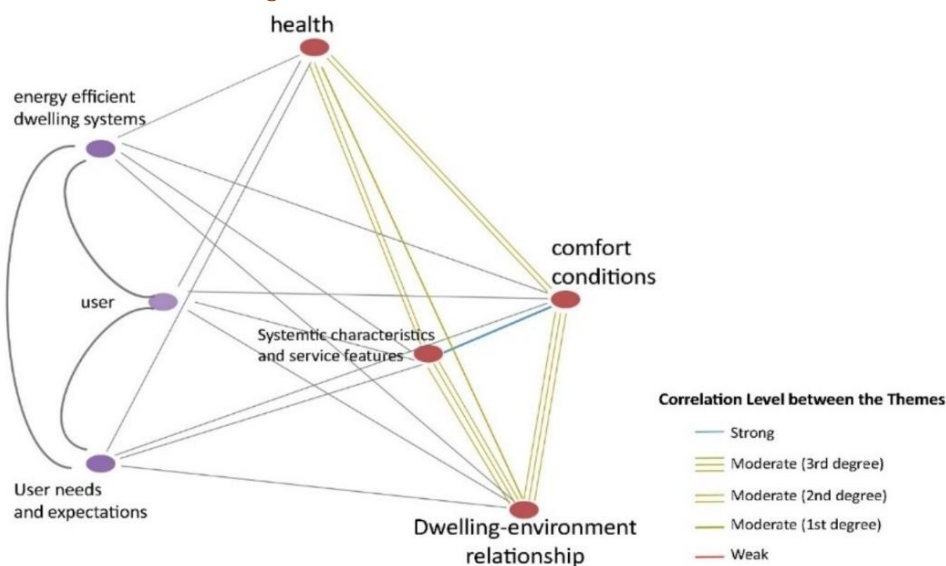 health
energy efficient
dwelling systems
comfort
conditions
user
Systemtic characteristics
and service features
Correlation Level between the Themes
Strong
Moderate (3rd degree)
Moderate (2nd degree)
Moderate (1st degree)
Weak
User needs
and expectations
Dwelling-environment
relationship